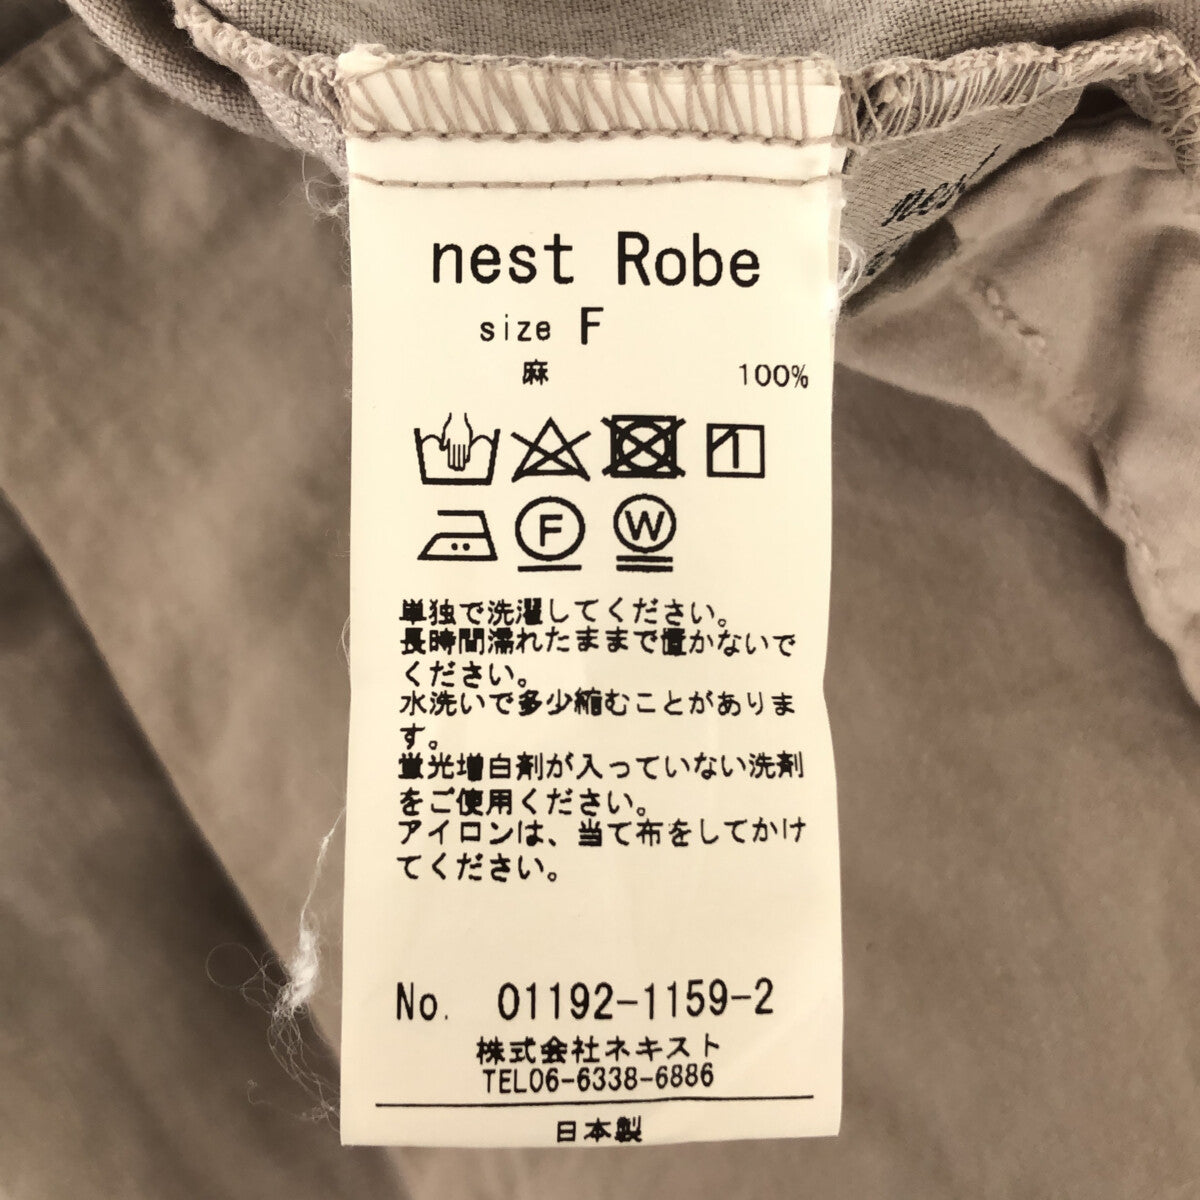 nest Robe
size F
麻 100%
F W
単独で洗濯してください。
長時間濡れたままで置かないで
ください。
水洗いで多少縮むことがありま
す。
蛍光増白剤が入っていない洗剤
をご使用ください。
アイロンは、当て布をしてかけ
てください。
No. 01192-1159-2
株式会社ネキスト
TEL06-6338-6886
日本製